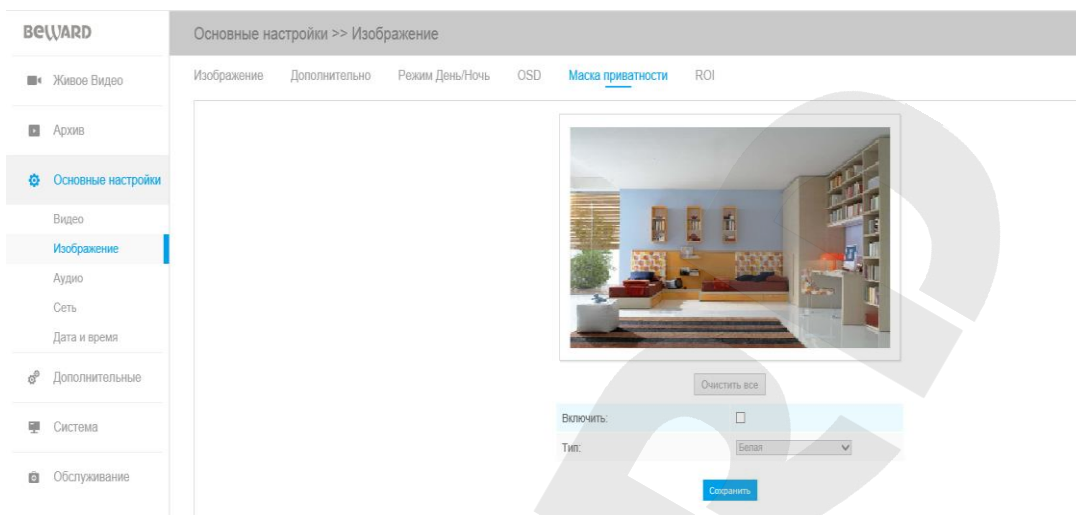 BEWARD
Основные настройки >> Изображение
Живое Видео
Архив
Основные настройки
Видео
Изображение
Аудио
Сеть
Дата и время
Дополнительные
Система
Обслуживание
Изображение Дополнительно Режим День/Ночь OSD Маска приватности ROI
Очистить все
Включить:
Тип: Белая
Сохранить